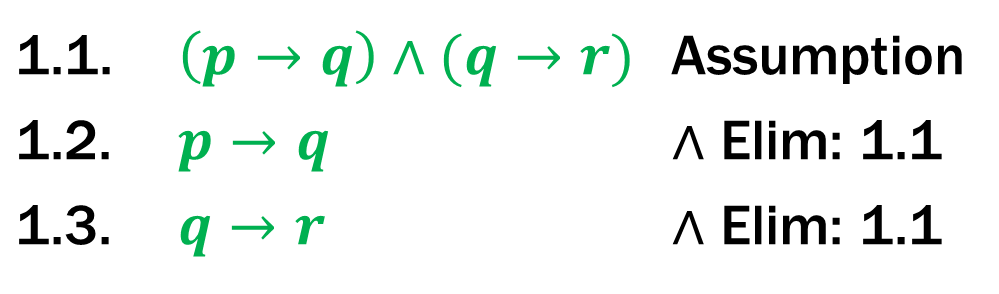 1.1. (p → q) ∧ (q → r) Assumption
1.2. p → q ∧ Elim: 1.1
1.3. q → r ∧ Elim: 1.1